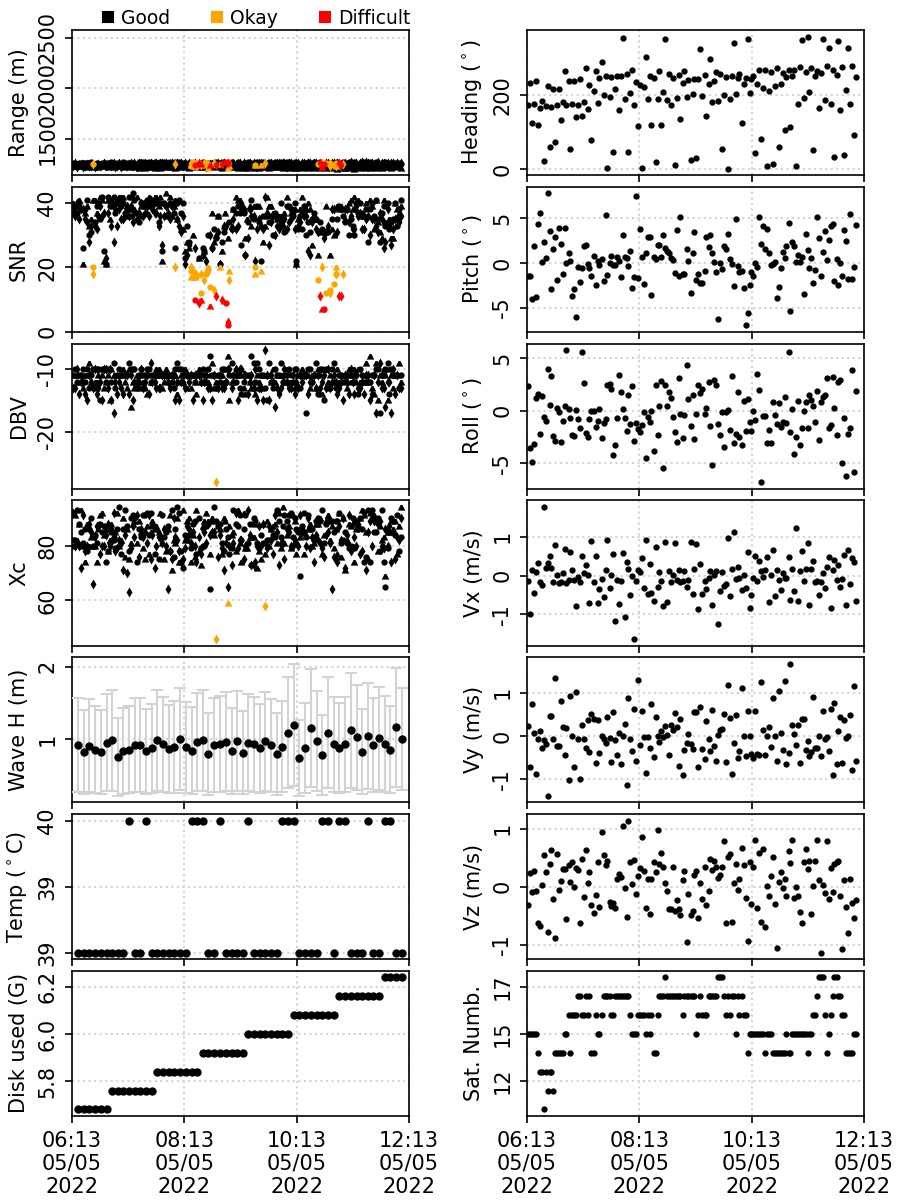 Good Okay Difficult
Range (m)
2500
2000
1500
SNR
40
20
0
DBV
-10
-20
Xc
80
60
Wave H (m)
2
1
Temp (°C)
40
39
39
Disk used (G)
6.2
6.0
5.8
06:13 08:13 10:13 12:13
05/05 05/05 05/05 05/05
2022 2022 2022 2022
Heading (°)
200
0
Pitch (°)
5
0
-5
Roll (°)
5
0
-5
Vx (m/s)
1
0
-1
Vy (m/s)
1
0
-1
Vz (m/s)
1
0
-1
Sat. Numb.
17
15
12
06:13 08:13 10:13 12:13
05/05 05/05 05/05 05/05
2022 2022 2022 2022